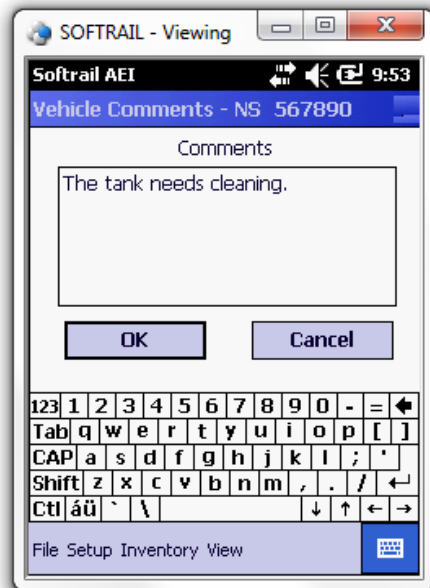 SOFTRAIL - Viewing
Softrail AEI 9:53
Vehicle Comments - NS 567890
Comments
The tank needs cleaning.
OK Cancel
123 1 2 3 4 5 6 7 8 9 0 - =
Tab q w e r t y u i o p [ ]
CAP a s d f g h j k l ; '
Shift z x c v b n m , . /
Ctl áü ` \
File Setup Inventory View